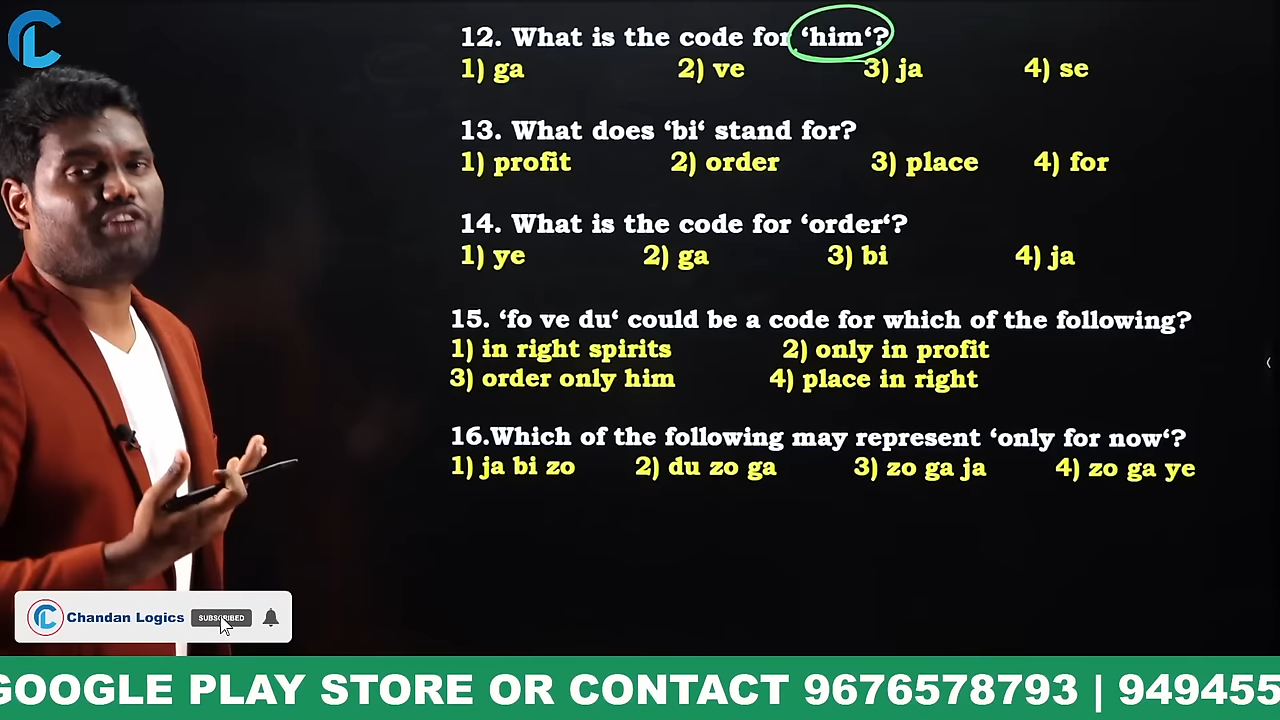 12. What is the code for ‘him‘?
1) ga 2) ve 3) ja 4) se
13. What does ‘bi‘ stand for?
1) profit 2) order 3) place 4) for
14. What is the code for ‘order‘?
1) ye 2) ga 3) bi 4) ja
15. ‘fo ve du‘ could be a code for which of the following?
1) in right spirits 2) only in profit
3) order only him 4) place in right
16.Which of the following may represent ‘only for now‘?
1) ja bi zo 2) du zo ga 3) zo ga ja 4) zo ga ye
Chandan Logics SUBSCRIBED
GOOGLE PLAY STORE OR CONTACT 9676578793 | 949455